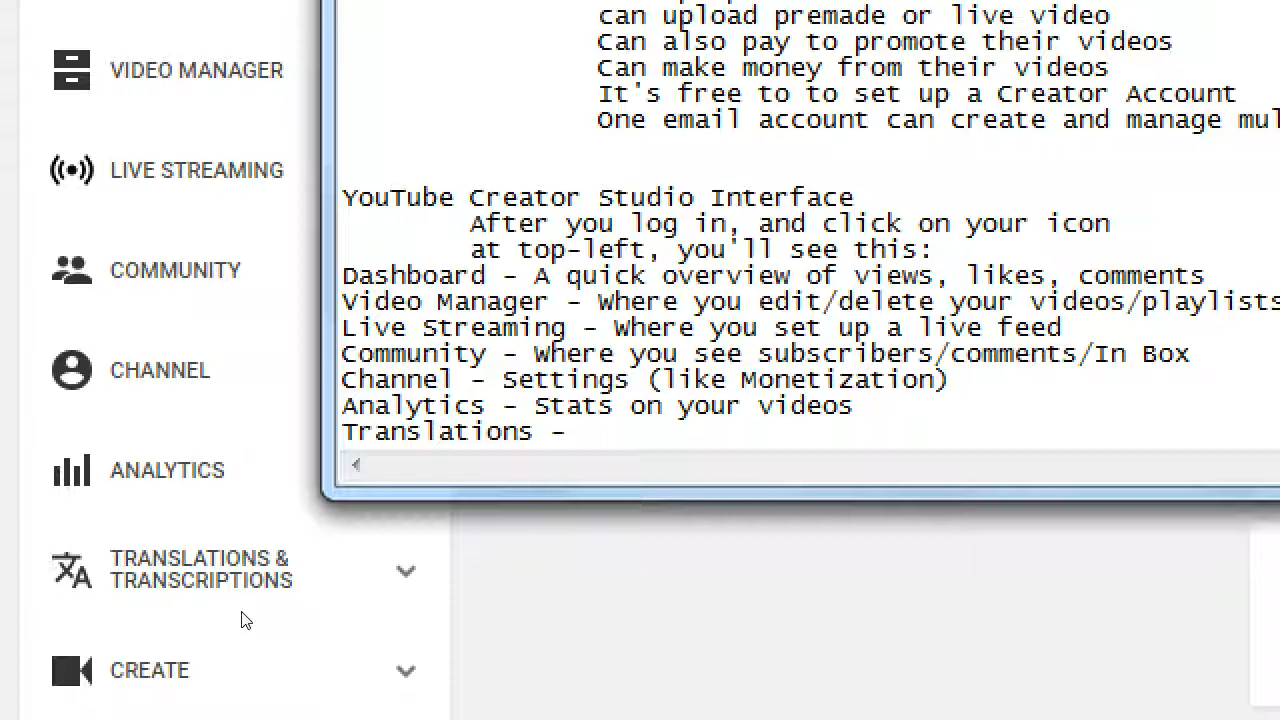 VIDEO MANAGER
LIVE STREAMING
COMMUNITY
CHANNEL
ANALYTICS
TRANSLATIONS &
TRANSCRIPTIONS
CREATE
can upload premade or live video
Can also pay to promote their videos
Can make money from their videos
It's free to to set up a Creator Account
One email account can create and manage mul
YouTube Creator Studio Interface
After you log in, and click on your icon
at top-left, you'll see this:
Dashboard - A quick overview of views, likes, comments
Video Manager - Where you edit/delete your videos/playlists
Live Streaming - Where you set up a live feed
Community - Where you see subscribers/comments/In Box
Channel - Settings (like Monetization)
Analytics - Stats on your videos
Translations -